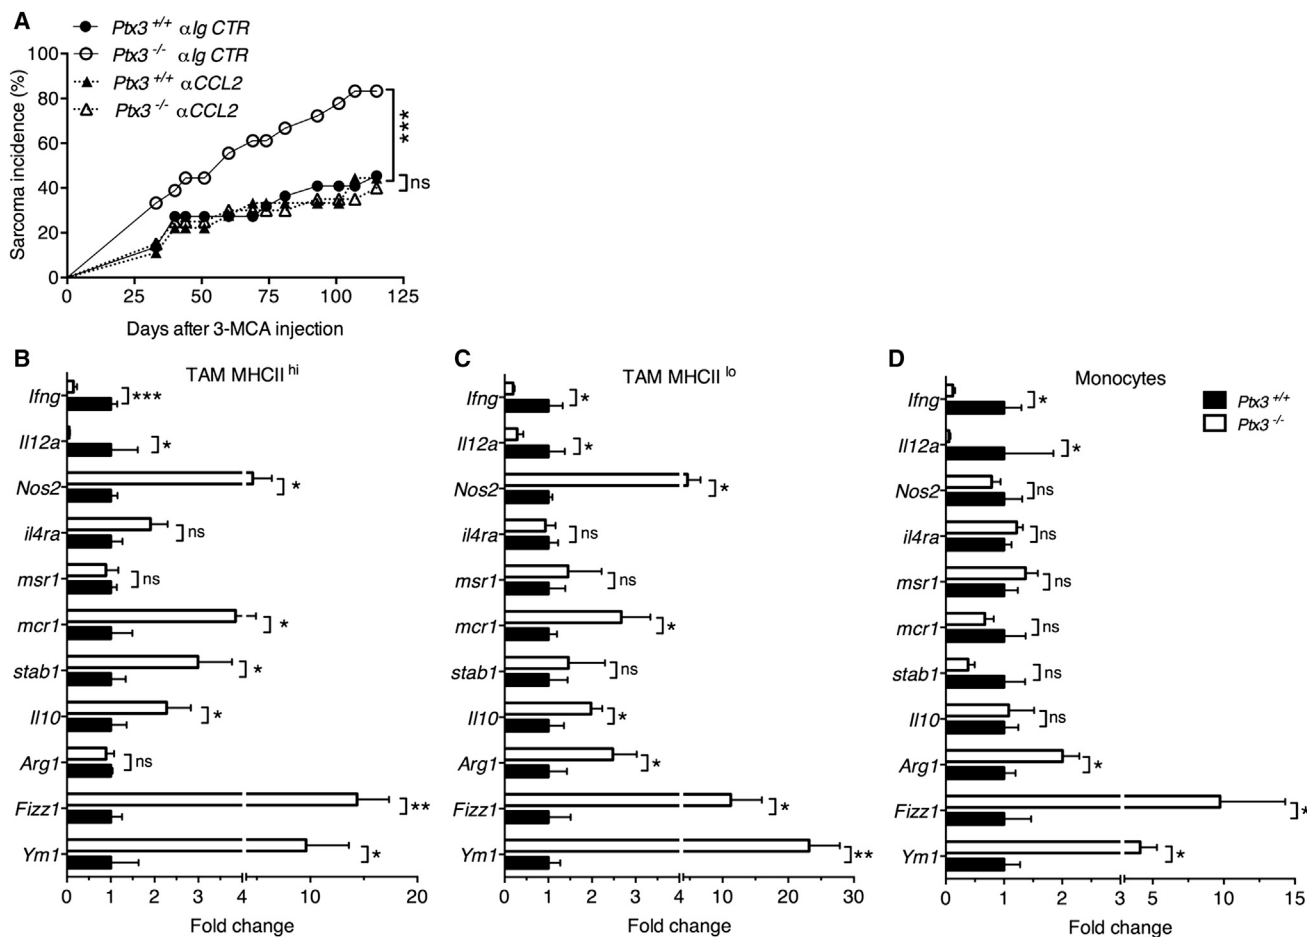 A
Ptx3 +/+ αIg CTR
Ptx3 -/- αIg CTR
Ptx3 +/+ αCCL2
Ptx3 -/- αCCL2
Sarcoma incidence (%)
100
80
60
40
20
0
***
ns
0 25 50 75 100 125
Days after 3-MCA injection
B
TAM MHCII hi
Ifng ***
Il12a *
Nos2 *
il4ra ns
msr1 ns
mcr1 *
stab1 *
Il10 *
Arg1 ns
Fizz1 **
Ym1 *
0 1 2 3 4 10 20
Fold change
C
TAM MHCII lo
Ifng *
Il12a *
Nos2 *
il4ra ns
msr1 ns
mcr1 *
stab1 ns
Il10 *
Arg1 *
Fizz1 *
Ym1 **
0 1 2 3 4 10 20 30
Fold change
D
Monocytes
Ptx3 +/+
Ptx3 -/-
Ifng *
Il12a *
Nos2 ns
il4ra ns
msr1 ns
mcr1 ns
stab1 ns
Il10 ns
Arg1 *
Fizz1 *
Ym1 *
0 1 2 3 5 10 15
Fold change